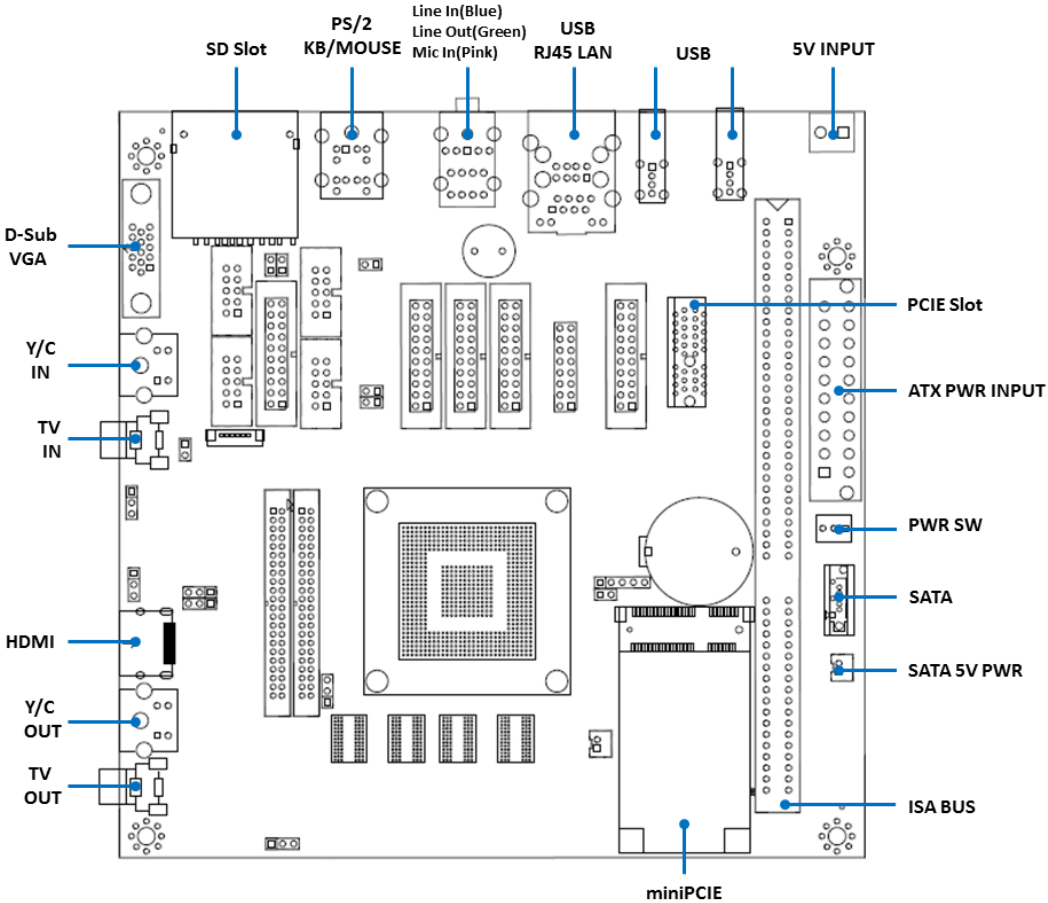 Line In(Blue)
Line Out(Green)
Mic In(Pink)
PS/2
KB/MOUSE
SD Slot
USB
RJ45 LAN
USB
5V INPUT
D-Sub
VGA
PCIE Slot
Y/C
IN
ATX PWR INPUT
TV
IN
PWR SW
SATA
HDMI
SATA 5V PWR
Y/C
OUT
TV
OUT
ISA BUS
miniPCIE